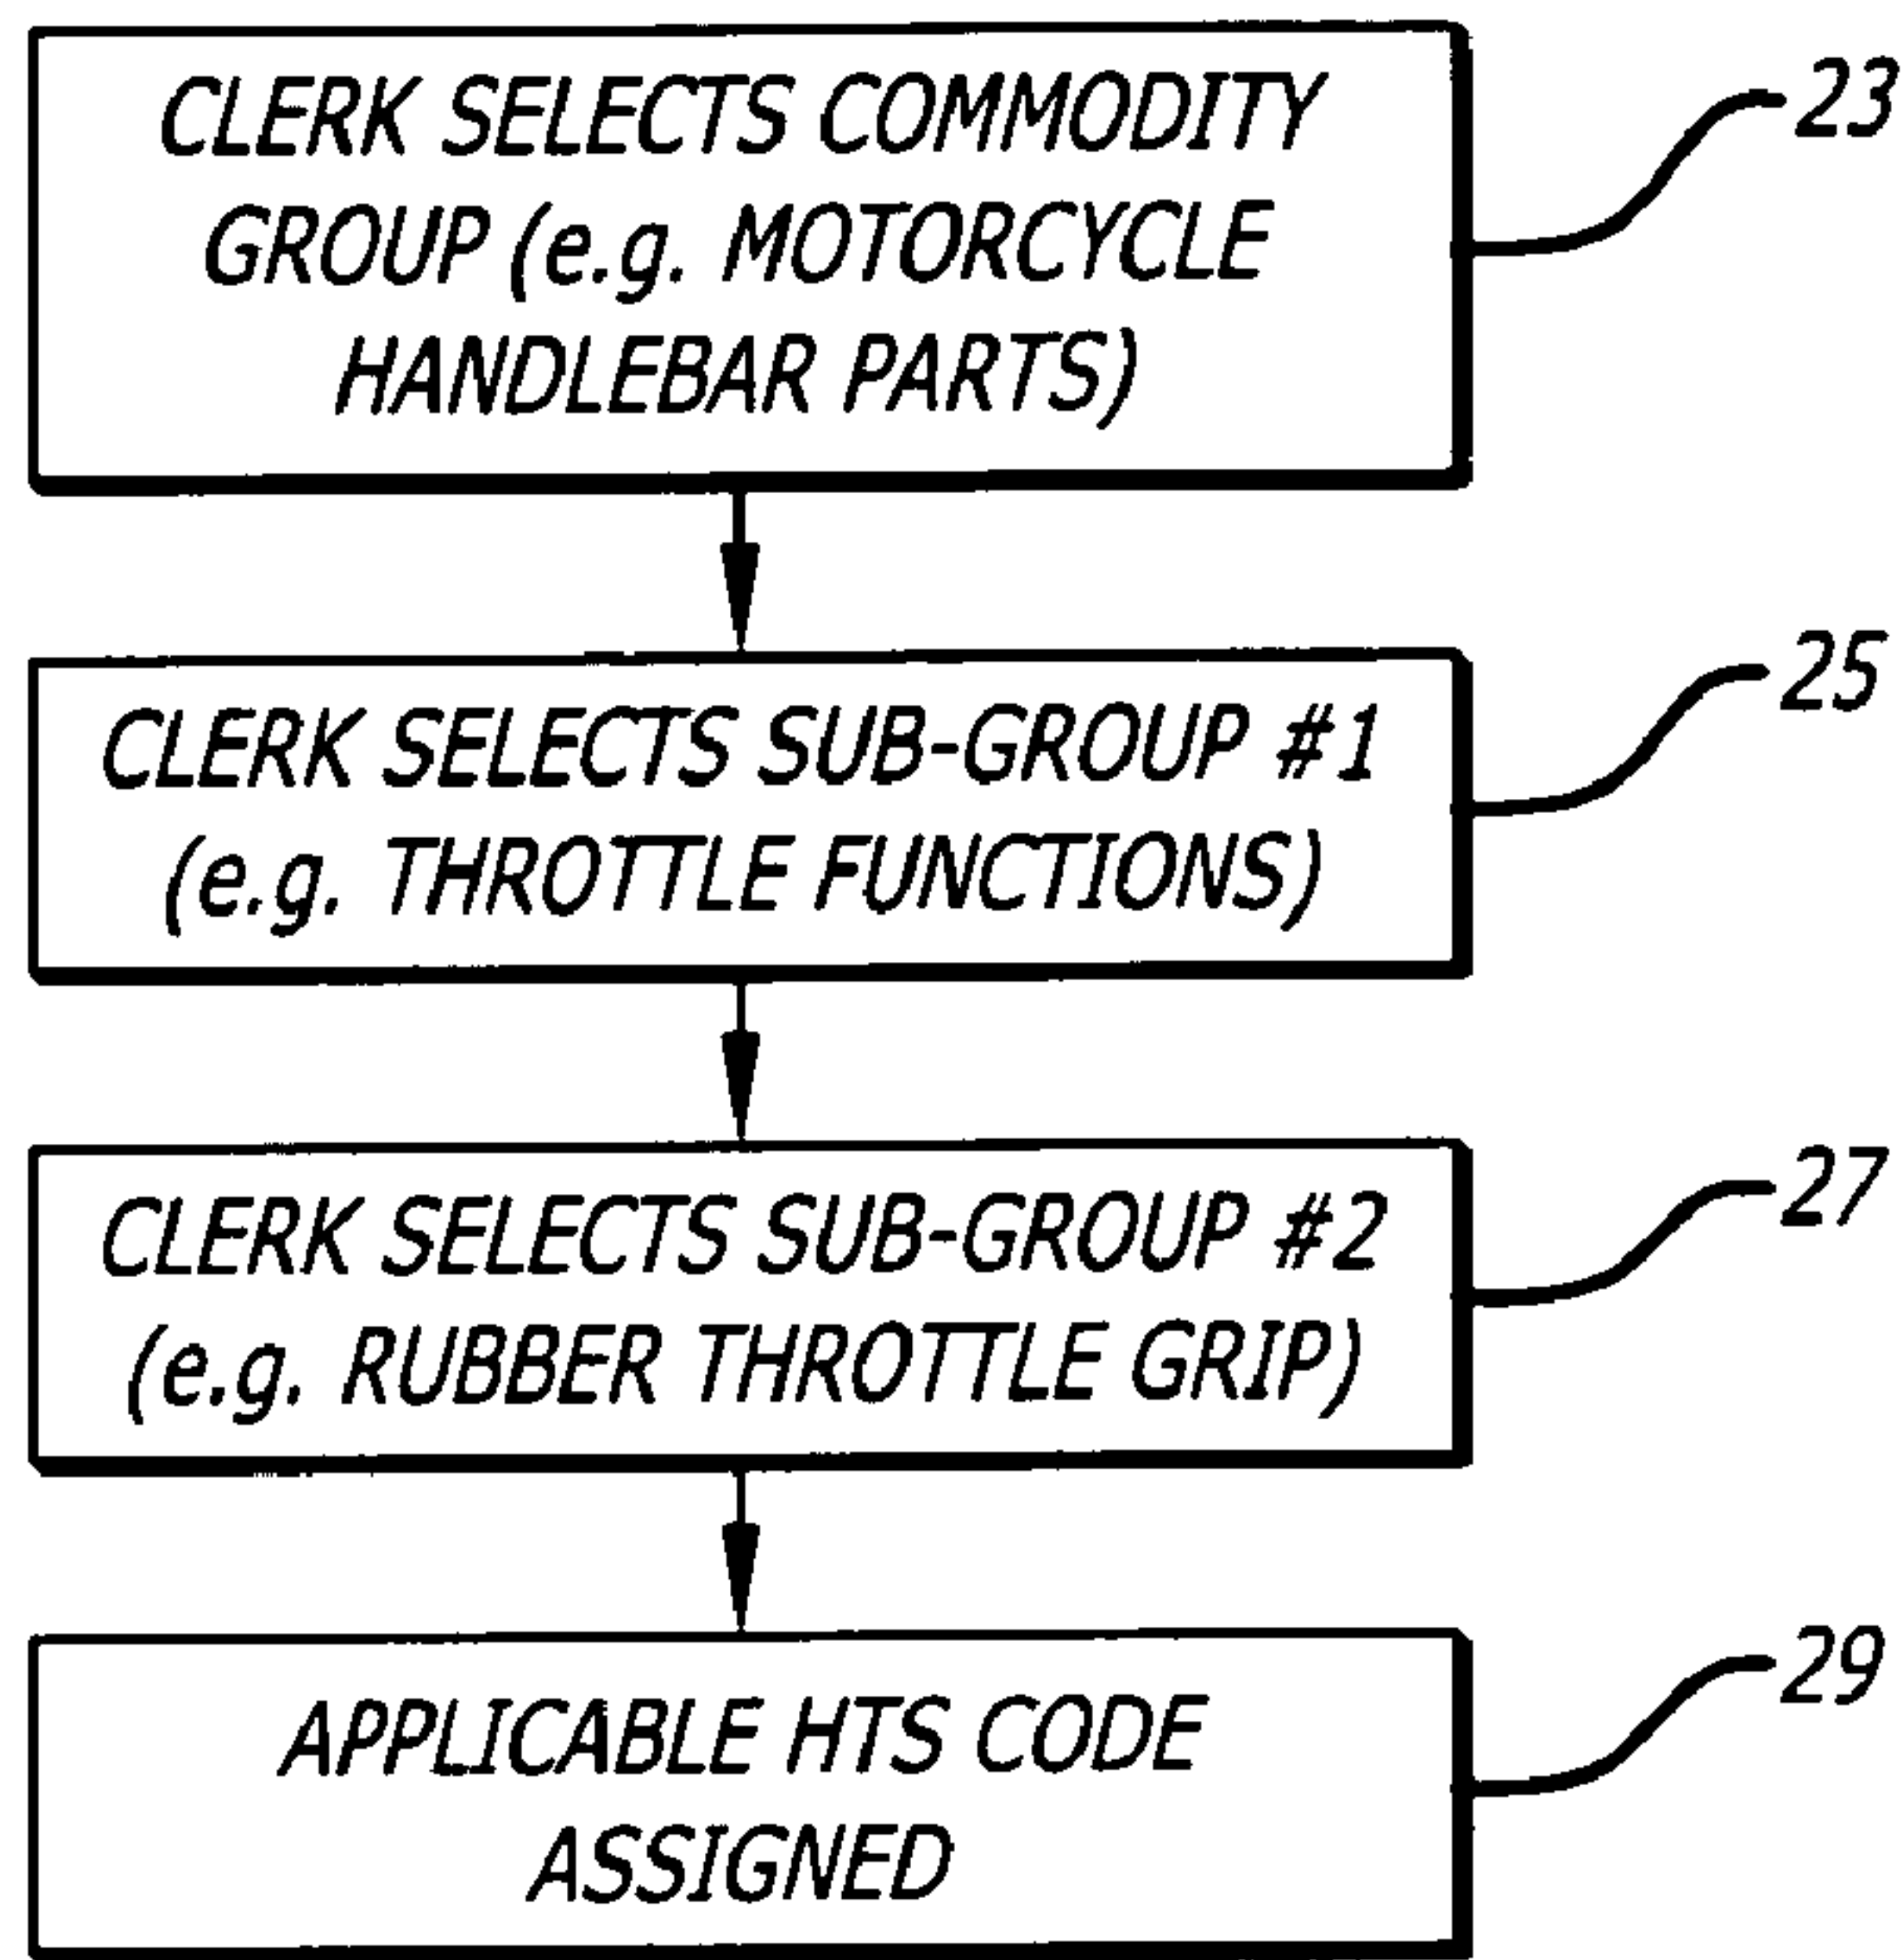 CLERK SELECTS COMMODITY
GROUP (e.g. MOTORCYCLE
HANDLEBAR PARTS)
23
CLERK SELECTS SUB-GROUP #1
(e.g. THROTTLE FUNCTIONS)
25
CLERK SELECTS SUB-GROUP #2
(e.g. RUBBER THROTTLE GRIP)
27
APPLICABLE HTS CODE
ASSIGNED
29